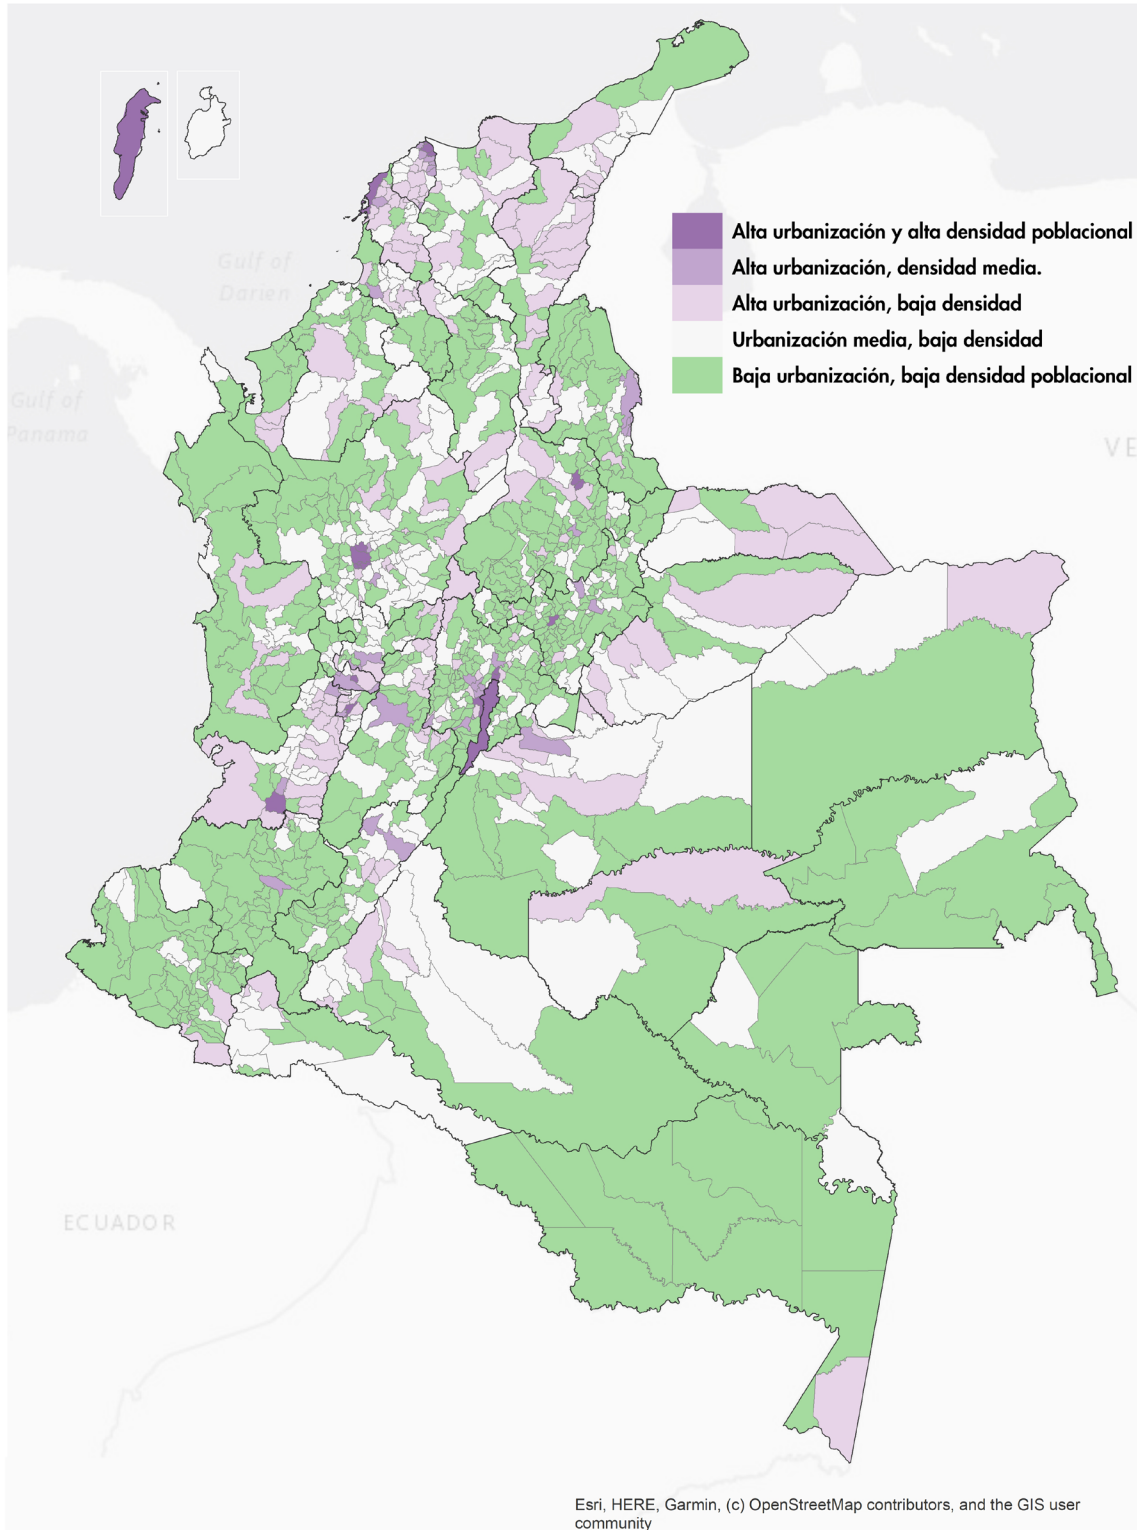 Gulf of
Darien
Alta urbanización y alta densidad poblacional
Alta urbanización, densidad media.
Alta urbanización, baja densidad
Urbanización media, baja densidad
Baja urbanización, baja densidad poblacional
Gulf of
Panama
VE
ECUADOR
Esri, HERE, Garmin, (c) OpenStreetMap contributors, and the GIS user
community